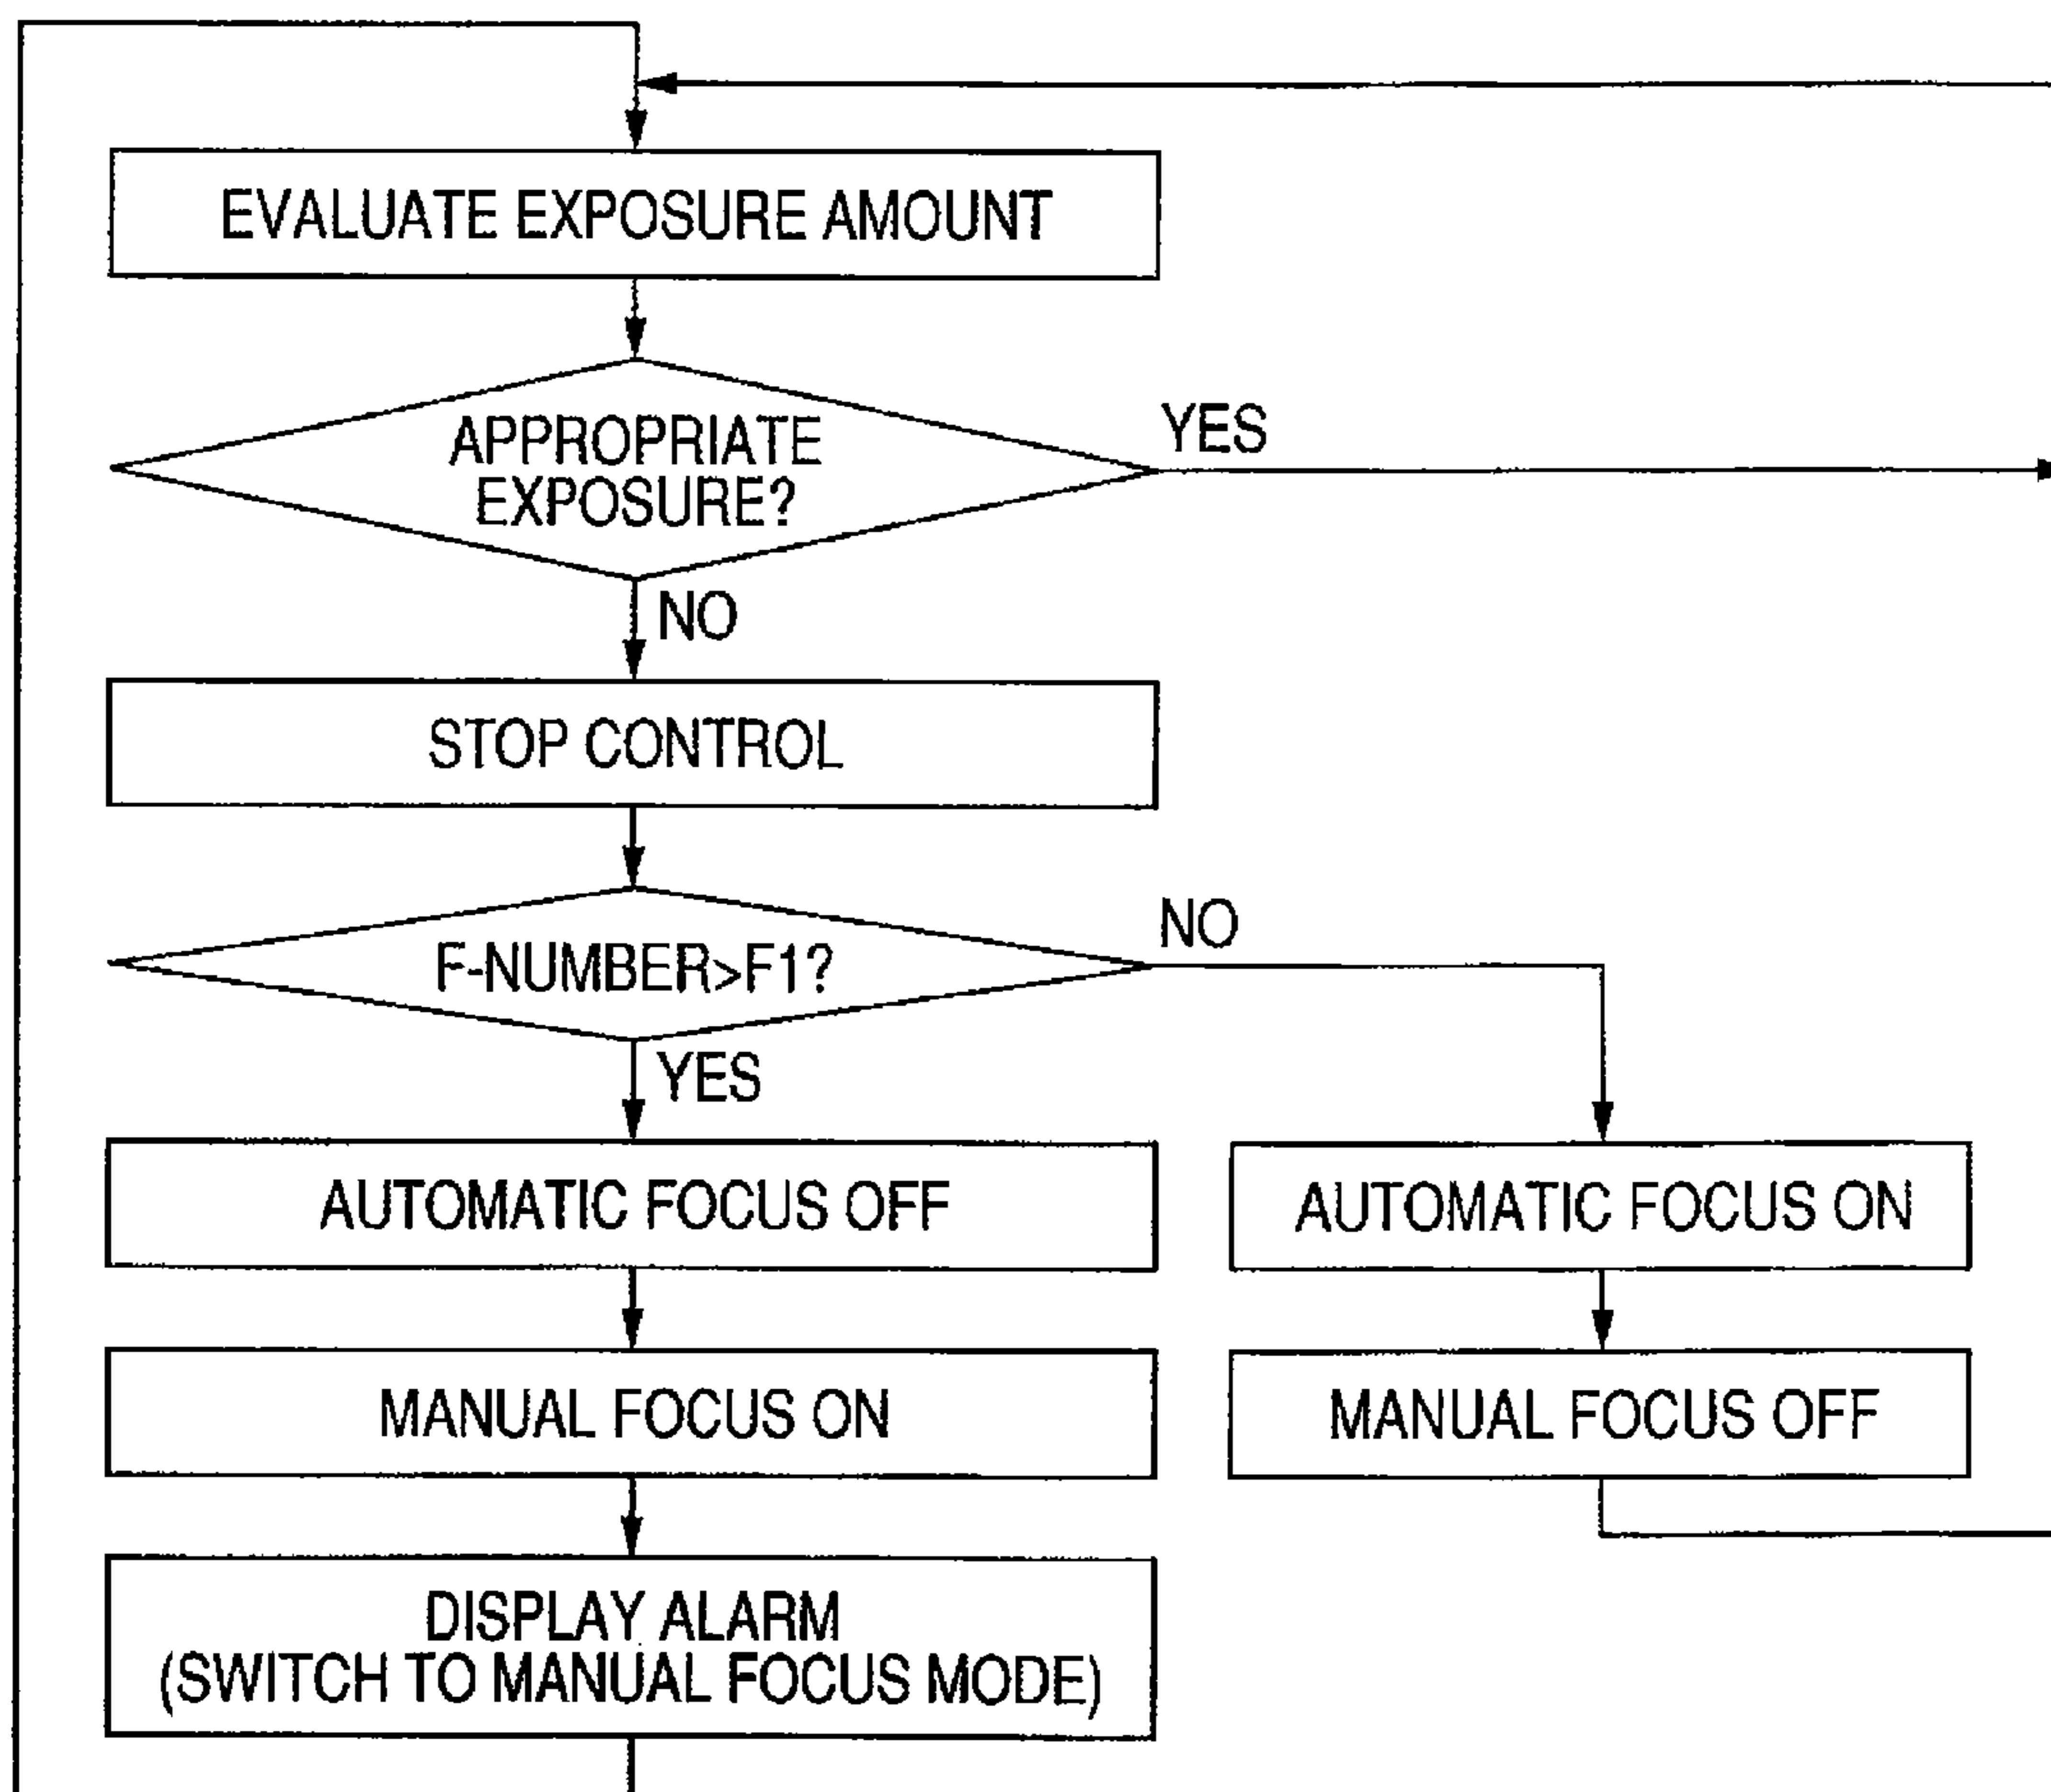 EVALUATE EXPOSURE AMOUNT
APPROPRIATE
EXPOSURE?
YES
NO
STOP CONTROL
F-NUMBER>F1?
NO
YES
AUTOMATIC FOCUS OFF
AUTOMATIC FOCUS ON
MANUAL FOCUS ON
MANUAL FOCUS OFF
DISPLAY ALARM
(SWITCH TO MANUAL FOCUS MODE)